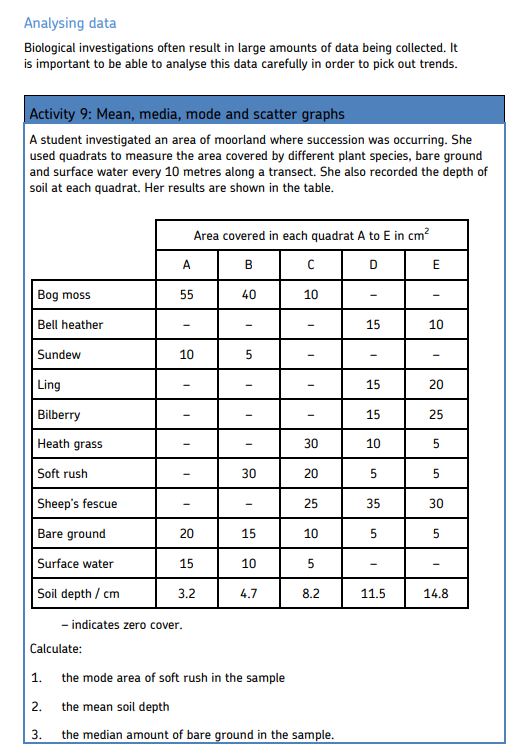 Analysing data
Biological investigations often result in large amounts of data being collected. It
is important to be able to analyse this data carefully in order to pick out trends.
Activity 9: Mean, media, mode and scatter graphs
A student investigated an area of moorland where succession was occurring. She
used quadrats to measure the area covered by different plant species, bare ground
and surface water every 10 metres along a transect. She also recorded the depth of
soil at each quadrat. Her results are shown in the table.
Area covered in each quadrat A to E in cm²
A B C D E
Bog moss 55 40 10 – –
Bell heather – – – 15 10
Sundew 10 5 – – –
Ling – – – 15 20
Bilberry – – – 15 25
Heath grass – – 30 10 5
Soft rush – 30 20 5 5
Sheep's fescue – – 25 35 30
Bare ground 20 15 10 5 5
Surface water 15 10 5 – –
Soil depth / cm 3.2 4.7 8.2 11.5 14.8
– indicates zero cover.
Calculate:
1. the mode area of soft rush in the sample
2. the mean soil depth
3. the median amount of bare ground in the sample.